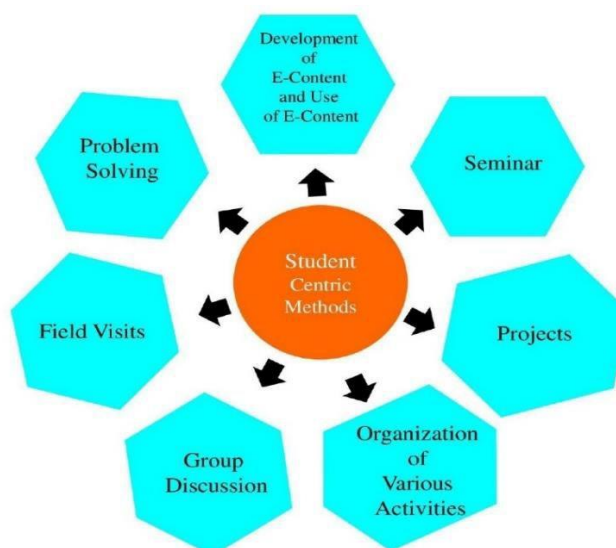 Development
of
E-Content
and Use
of E-Content
Problem
Solving
Seminar
Student
Centric
Methods
Field Visits
Projects
Group
Discussion
Organization
of
Various
Activities